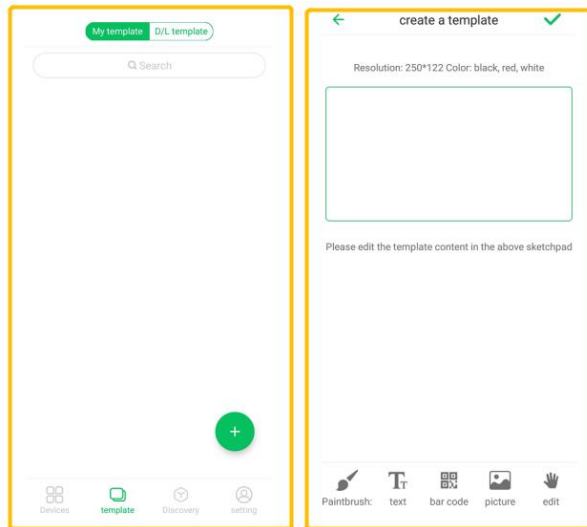 My template D/L template
Search
Devices template Discovery setting
create a template
Resolution: 250*122 Color: black, red, white
Please edit the template content in the above sketchpad
Paintbrush: text bar code picture edit